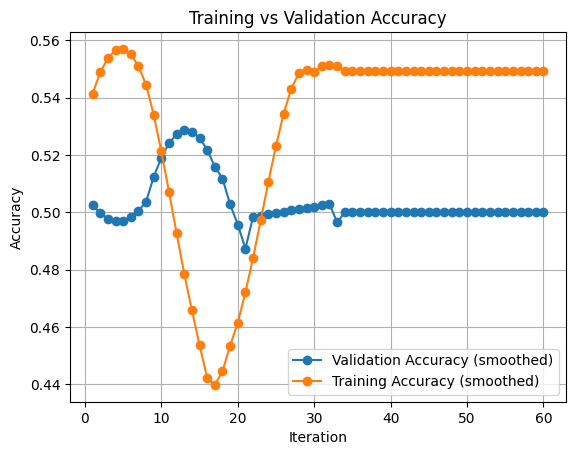 Training vs Validation Accuracy
0.56
0.54
0.52
0.50
0.48
0.46
0.44
Accuracy
0
10
20
30
40
50
60
Iteration
Validation Accuracy (smoothed)
Training Accuracy (smoothed)